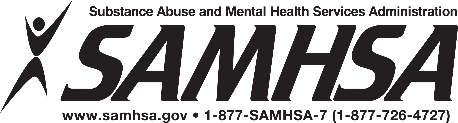 Substance Abuse and Mental Health Services Administration
SAMHSA
www.samhsa.gov • 1-877-SAMHSA-7 (1-877-726-4727)